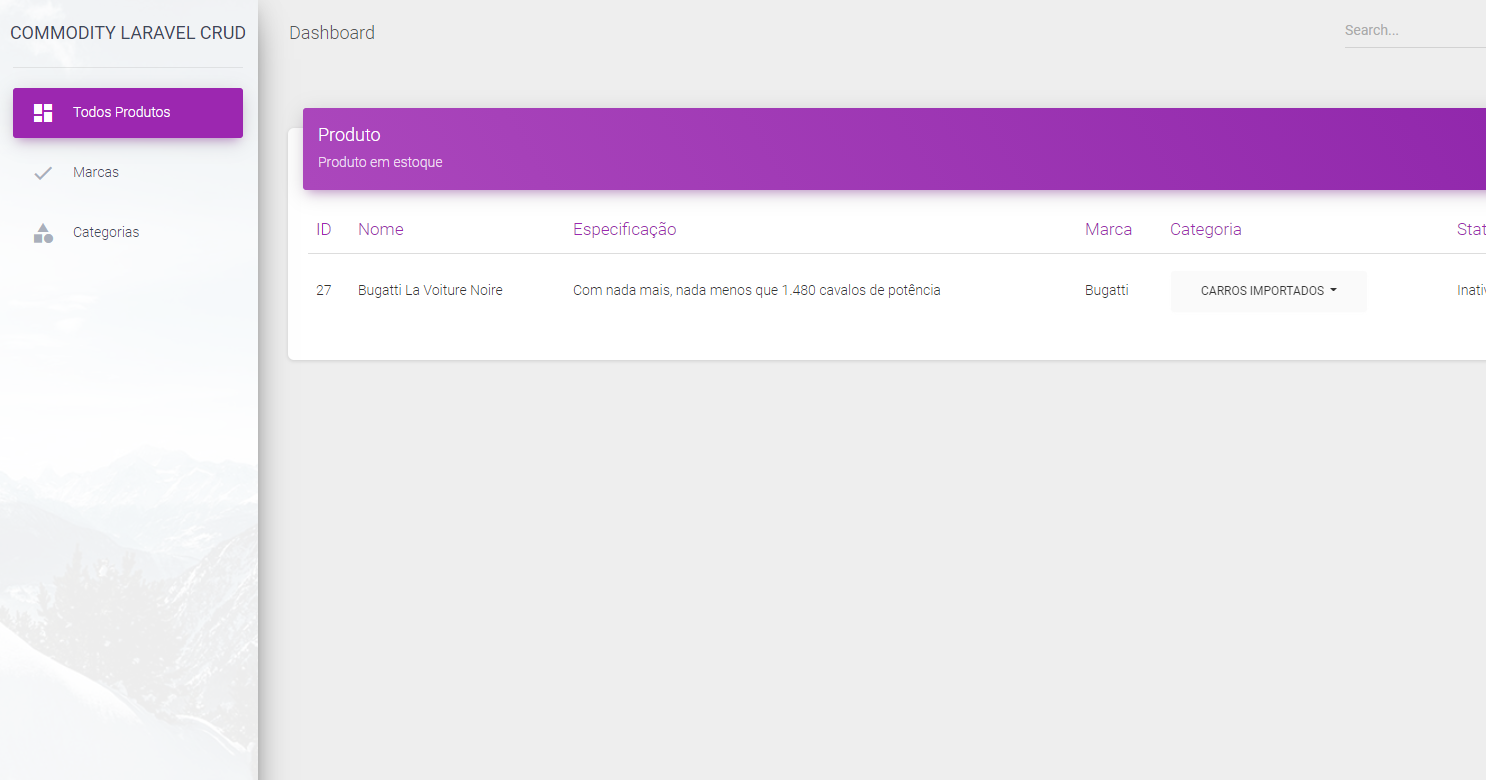 COMMODITY LARAVEL CRUD
Dashboard
Search...
Todos Produtos
Marcas
Categorias
Produto
Produto em estoque
ID Nome Especificação Marca Categoria Stat
27 Bugatti La Voiture Noire Com nada mais, nada menos que 1.480 cavalos de potência Bugatti CARROS IMPORTADOS Inativ